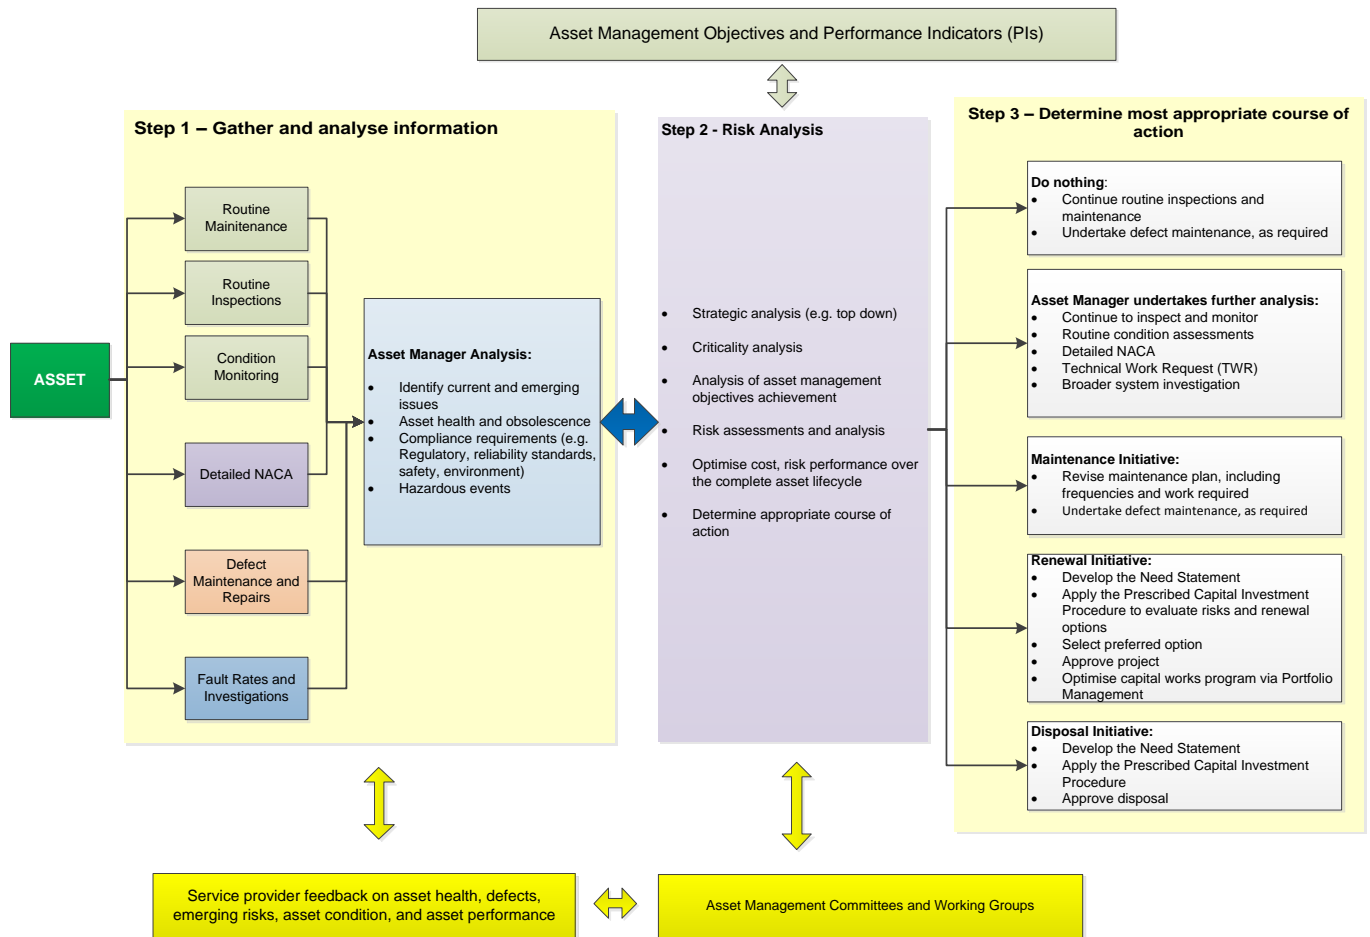 Asset Management Objectives and Performance Indicators (PIs)
Step 1 – Gather and analyse information
ASSET
Routine
Mainitenance
Routine
Inspections
Condition
Monitoring
Detailed NACA
Defect
Maintenance and
Repairs
Fault Rates and
Investigations
Asset Manager Analysis:
• Identify current and emerging
issues
• Asset health and obsolescence
• Compliance requirements (e.g.
Regulatory, reliability standards,
safety, environment)
• Hazardous events
Step 2 - Risk Analysis
• Strategic analysis (e.g. top down)
• Criticality analysis
• Analysis of asset management
objectives achievement
• Risk assessments and analysis
• Optimise cost, risk performance over
the complete asset lifecycle
• Determine appropriate course of
action
Step 3 – Determine most appropriate course of
action
Do nothing:
• Continue routine inspections and
maintenance
• Undertake defect maintenance, as required
Asset Manager undertakes further analysis:
• Continue to inspect and monitor
• Routine condition assessments
• Detailed NACA
• Technical Work Request (TWR)
• Broader system investigation
Maintenance Initiative:
• Revise maintenance plan, including
frequencies and work required
• Undertake defect maintenance, as required
Renewal Initiative:
• Develop the Need Statement
• Apply the Prescribed Capital Investment
Procedure to evaluate risks and renewal
options
• Select preferred option
• Approve project
• Optimise capital works program via Portfolio
Management
Disposal Initiative:
• Develop the Need Statement
• Apply the Prescribed Capital Investment
Procedure
• Approve disposal
Service provider feedback on asset health, defects,
emerging risks, asset condition, and asset performance
Asset Management Committees and Working Groups